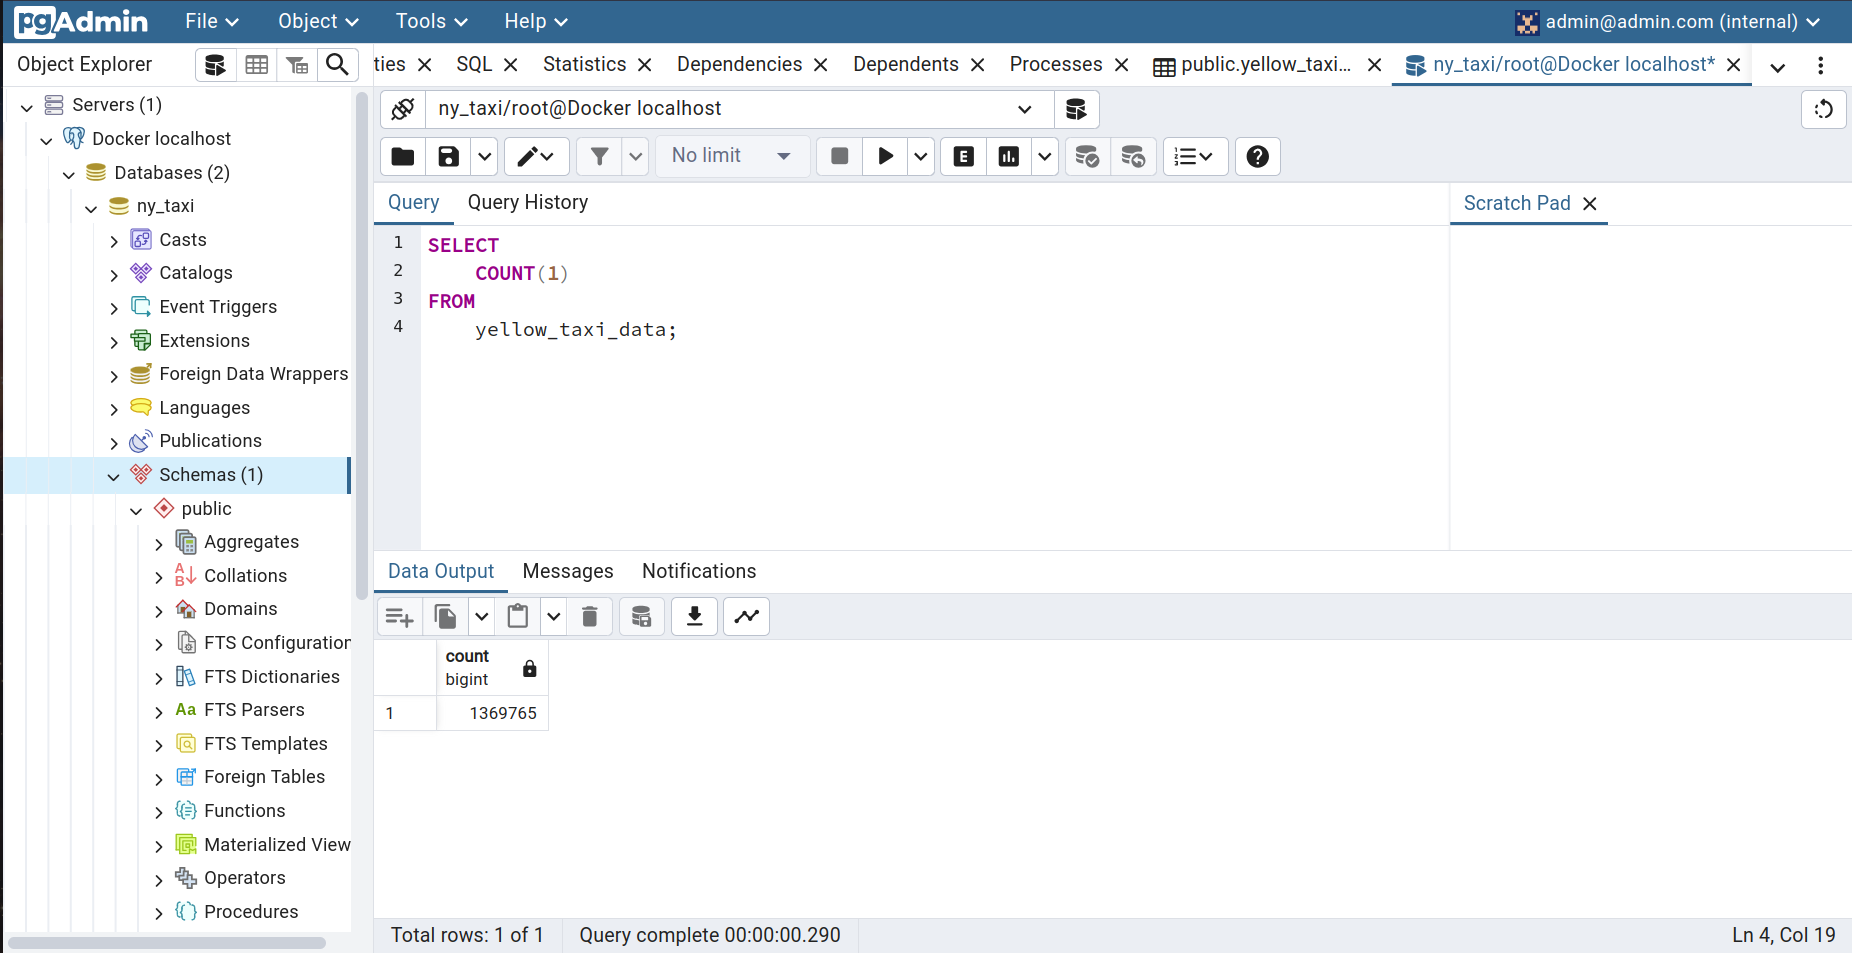 pgAdmin File Object Tools Help admin@admin.com (internal)
Object Explorer
ties SQL Statistics Dependencies Dependents Processes public.yellow_taxi... ny_taxi/root@Docker localhost*
Servers (1)
Docker localhost
Databases (2)
ny_taxi
Casts
Catalogs
Event Triggers
Extensions
Foreign Data Wrappers
Languages
Publications
Schemas (1)
public
Aggregates
A
B
Collations
Domains
FTS Configuration
FTS Dictionaries
Aa FTS Parsers
FTS Templates
Foreign Tables
Functions
Materialized View
Operators
Procedures
ny_taxi/root@Docker localhost
No limit E
Query Query History
Scratch Pad
1 SELECT
2 COUNT(1)
3 FROM
4 yellow_taxi_data;
Data Output Messages Notifications
count
bigint
1 1369765
Total rows: 1 of 1 Query complete 00:00:00.290 Ln 4, Col 19